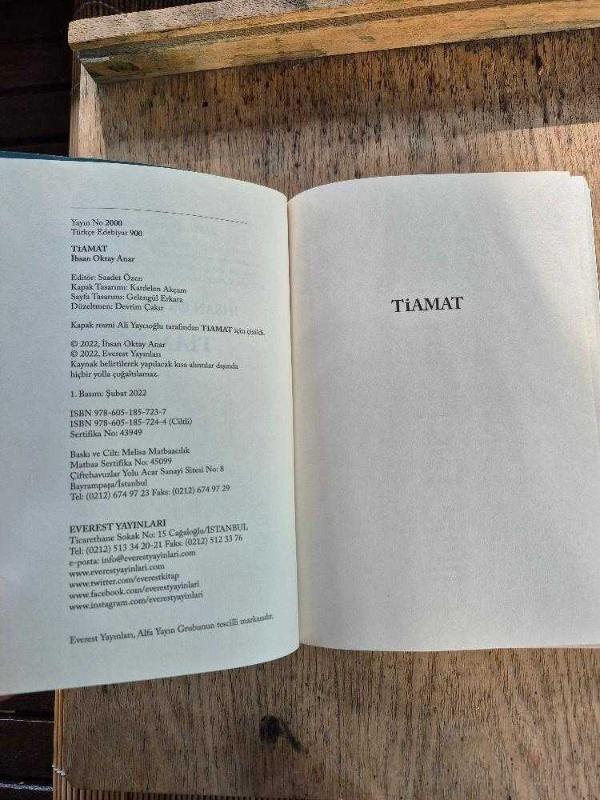 Yayın No 2000
Türkçe Edebiyat 900
TİAMAT
İhsan Oktay Anar
Editör: Saadet Özen
Kapak Tasarımı: Kardelen Akçam
Sayfa Tasarımı: Gelengül Erkara
Düzeltmen: Devrim Çakır
Kapak resmi Ali Yaycıoğlu tarafından TİAMAT için çizildi.
© 2022, İhsan Oktay Anar
© 2022, Everest Yayınları
Kaynak belirtilerek yapılacak kısa alıntılar dışında
hiçbir yolla çoğaltılamaz.
1. Basım: Şubat 2022
ISBN 978-605-185-723-7
ISBN 978-605-185-724-4 (Ciltli)
Sertifika No: 43949
Baskı ve Cilt: Melisa Matbaacılık
Matbaa Sertifika No: 45099
Çiftehavuzlar Yolu Acar Sanayi Sitesi No: 8
Bayrampaşa/İstanbul
Tel: (0212) 674 97 23 Faks: (0212) 674 97 29
EVEREST YAYINLARI
Ticarethane Sokak No: 15 Cağaloğlu/İSTANBUL
Tel: (0212) 513 34 20-21 Faks: (0212) 512 33 76
e-posta: info@everestyayinlari.com
www.everestyayinlari.com
www.twitter.com/everestkitap
www.facebook.com/everestyayinlari
www.instagram.com/everestyayinlari
Everest Yayınları, Alfa Yayın Grubunun tescilli markasıdır.
TİAMAT